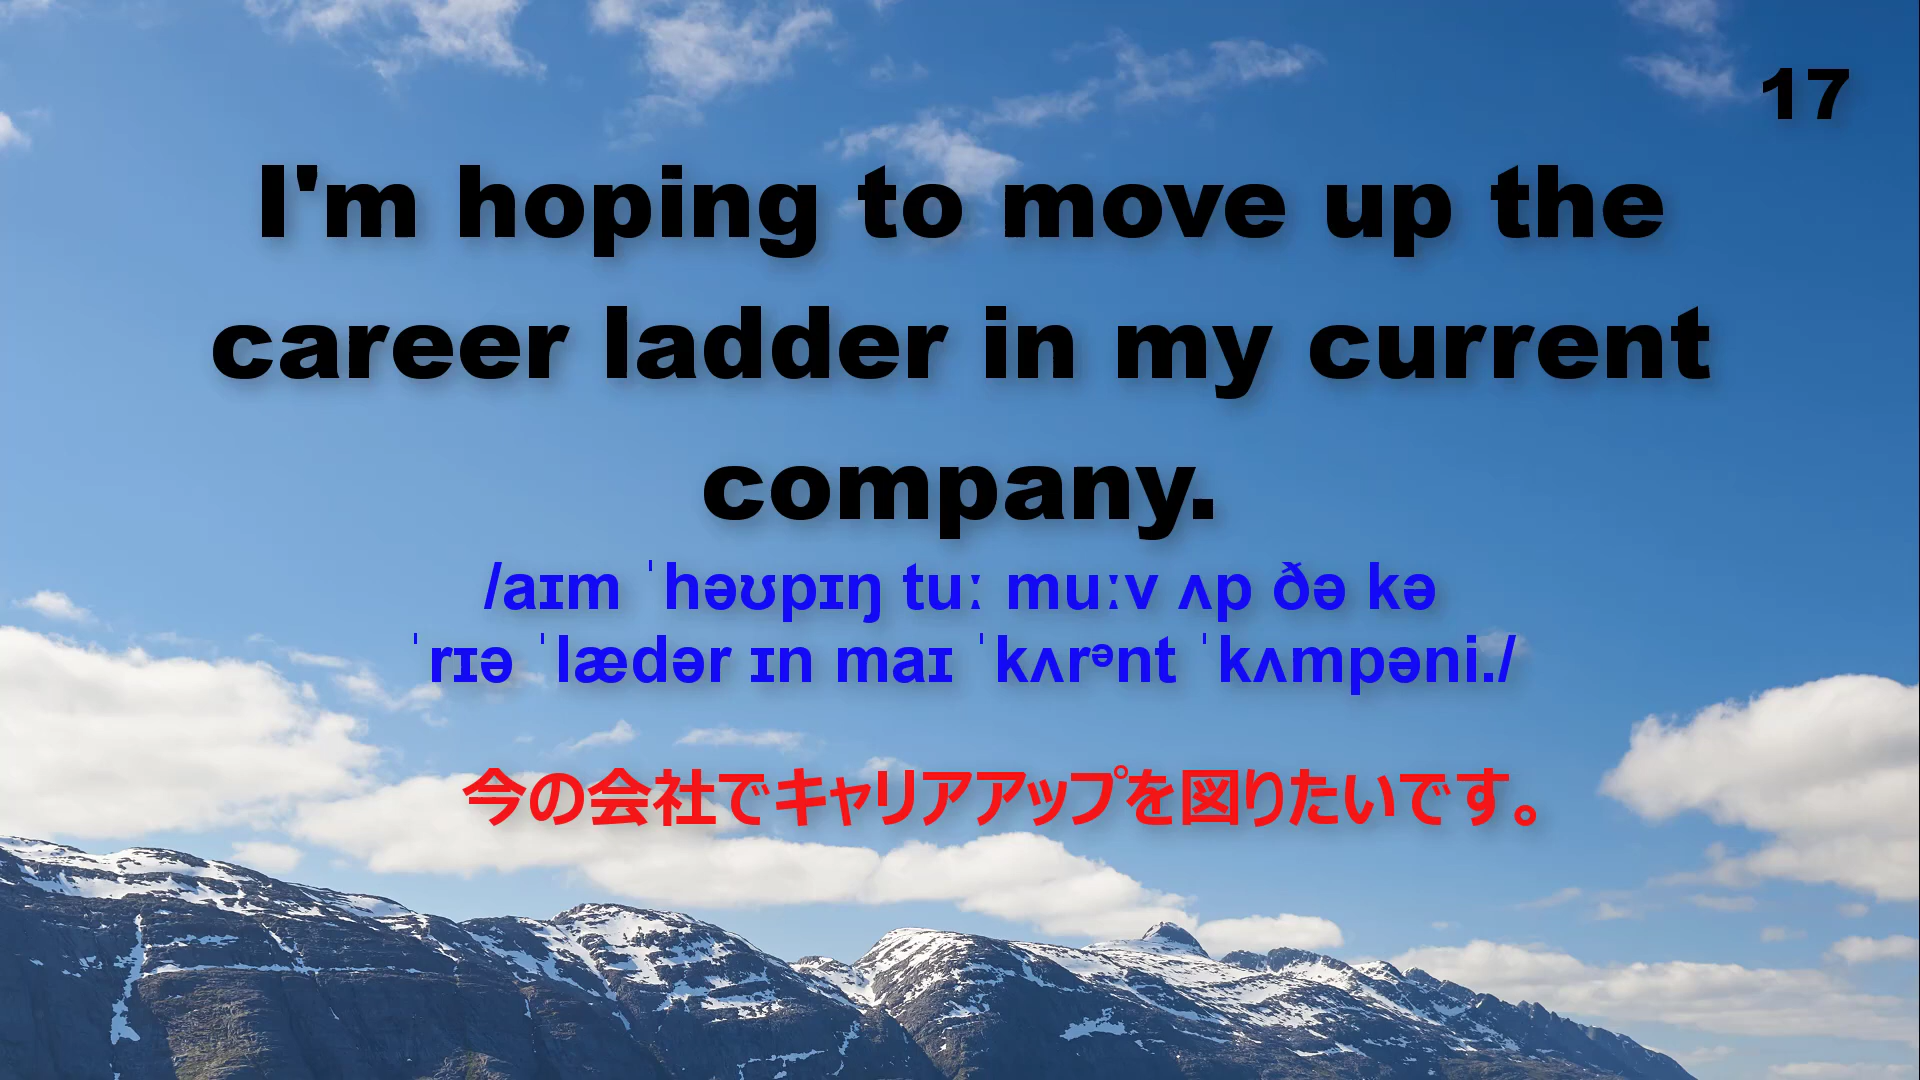 17
I'm hoping to move up the
career ladder in my current
company.
/aɪm ˈhəʊpɪŋ tuː muːv ʌp ðə kə
ˈrɪə ˈlædər ɪn maɪ ˈkʌrᵊnt ˈkʌmpəni./
今の会社でキャリアアップを図りたいです。